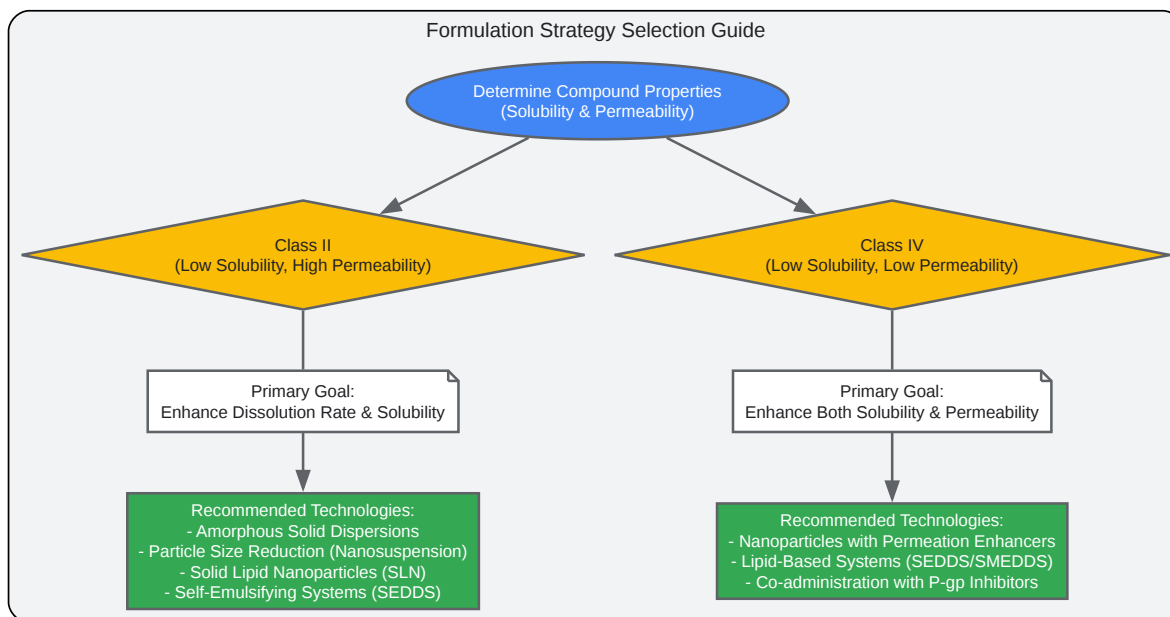 Formulation Strategy Selection Guide
Determine Compound Properties
(Solubility & Permeability)
Class II
(Low Solubility, High Permeability)
Class IV
(Low Solubility, Low Permeability)
Primary Goal:
Enhance Dissolution Rate & Solubility
Primary Goal:
Enhance Both Solubility & Permeability
Recommended Technologies:
- Amorphous Solid Dispersions
- Particle Size Reduction (Nanosuspension)
- Solid Lipid Nanoparticles (SLN)
- Self-Emulsifying Systems (SEDDS)
Recommended Technologies:
- Nanoparticles with Permeation Enhancers
- Lipid-Based Systems (SEDDS/SMEDDS)
- Co-administration with P-gp Inhibitors